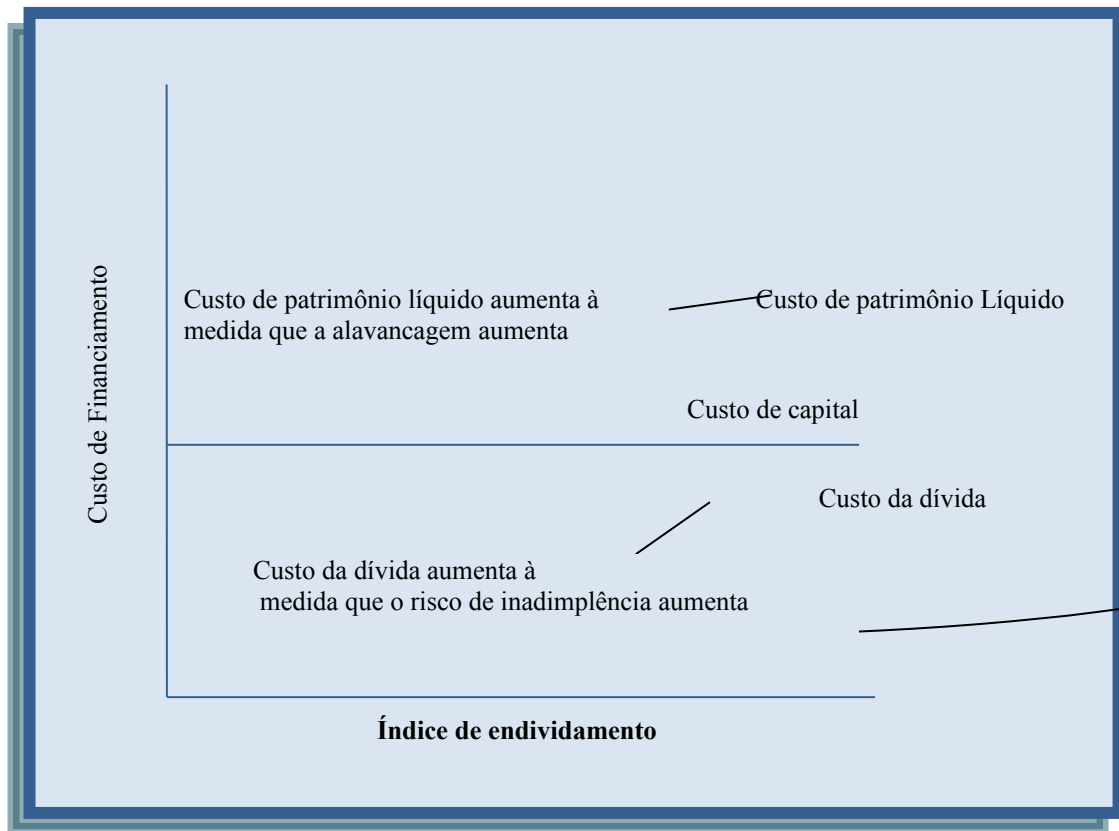 Custo de Financiamento
Custo de patrimônio líquido aumenta à
medida que a alavancagem aumenta
Custo de patrimônio Líquido
Custo de capital
Custo da dívida
Custo da dívida aumenta à
medida que o risco de inadimplência aumenta
Índice de endividamento